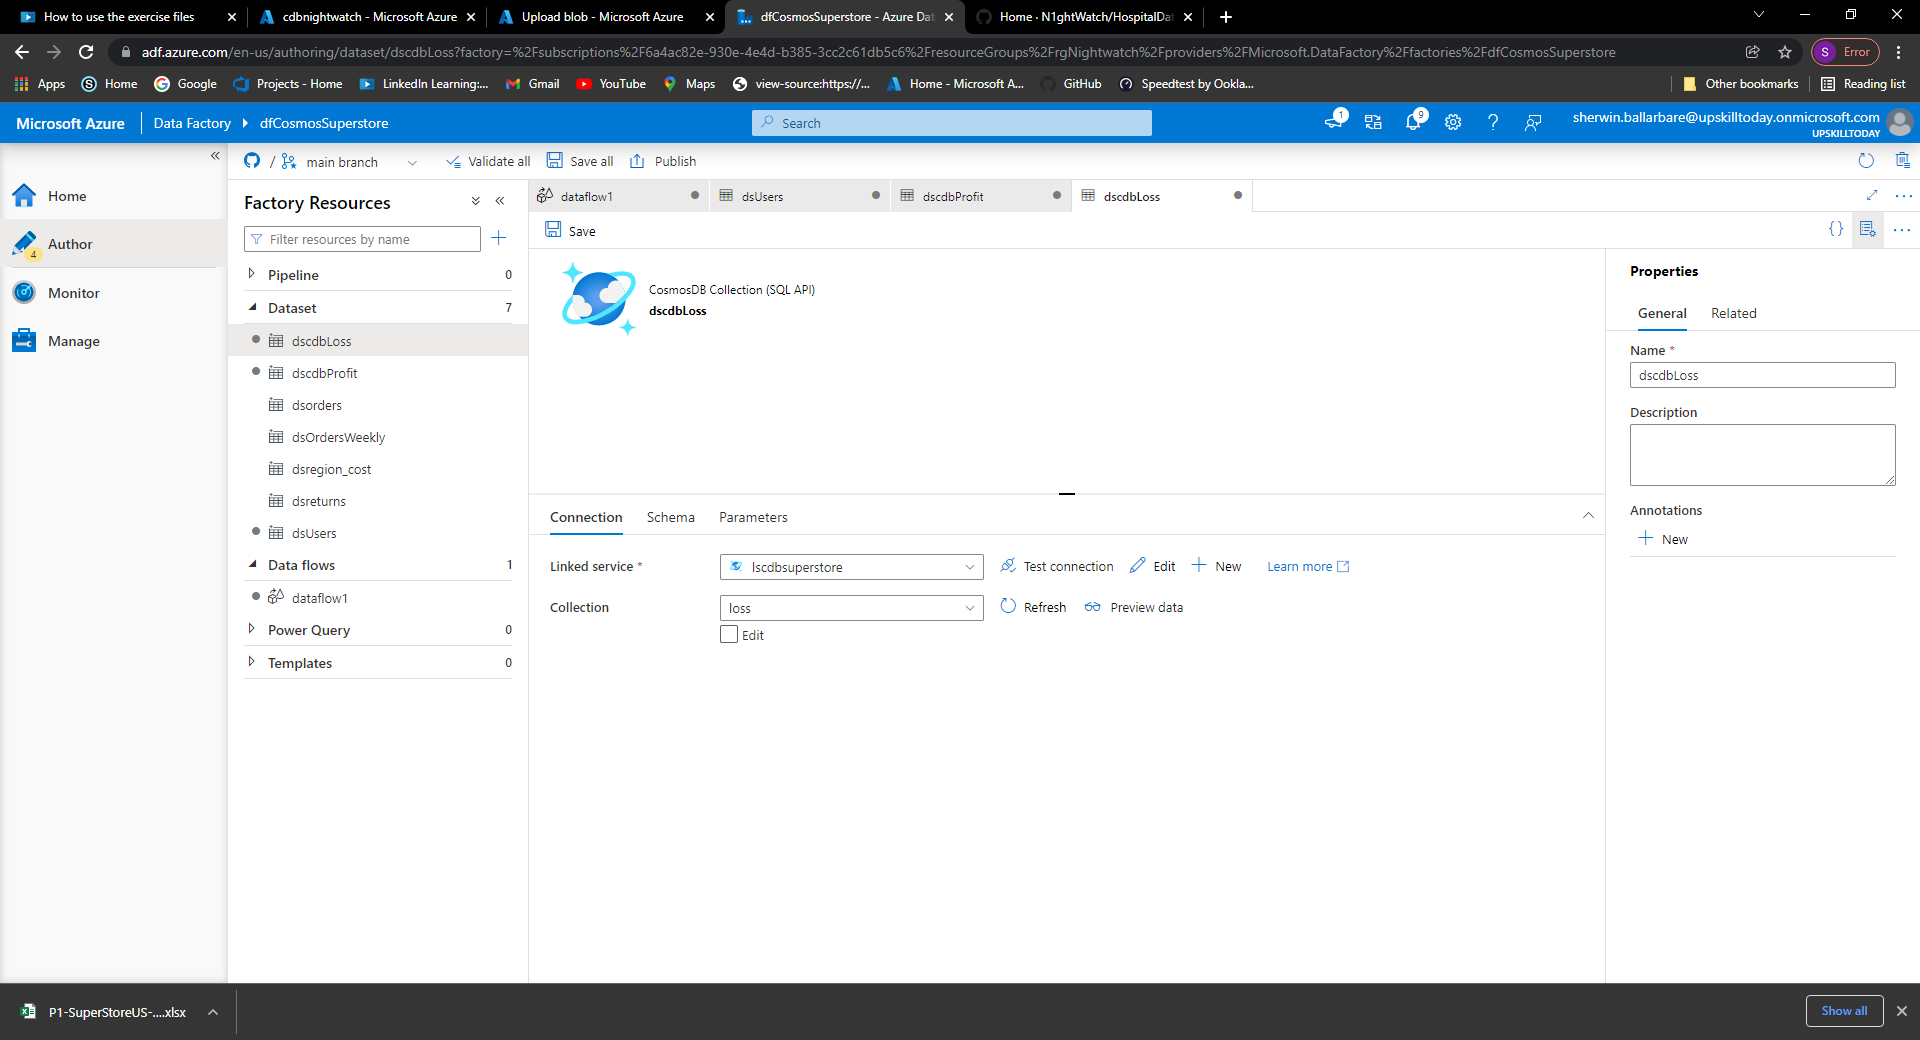 How to use the exercise files
cdbnightwatch - Microsoft Azure
Upload blob - Microsoft Azure
dfCosmosSuperstore - Azure Dat
Home · N1ghtWatch/HospitalDat
adf.azure.com/en-us/authoring/dataset/dscdbLoss?factory=%2Fsubscriptions%2F6a4ac82e-930e-4e4d-b385-3cc2c61db5c6%2FresourceGroups%2FrgNightwatch%2Fproviders%2FMicrosoft.DataFactory%2Ffactories%2FdfCosmosSuperstore
S Error
Apps
Home
Google
Projects - Home
LinkedIn Learning:...
Gmail
YouTube
Maps
view-source:https://...
Home - Microsoft A...
GitHub
Speedtest by Ookla...
Other bookmarks
Reading list
Microsoft Azure
Data Factory
dfCosmosSuperstore
Search
1
9
sherwin.ballarbare@upskilltoday.onmicrosoft.com
UPSKILLTODAY
/ main branch
Validate all
Save all
Publish
Home
Author
4
Monitor
Manage
Factory Resources
Filter resources by name
Pipeline 0
Dataset 7
dscdbLoss
dscdbProfit
dsorders
dsOrdersWeekly
dsregion_cost
dsreturns
dsUsers
Data flows 1
dataflow1
Power Query 0
Templates 0
dataflow1
dsUsers
dscdbProfit
dscdbLoss
Save
CosmosDB Collection (SQL API)
dscdbLoss
Connection
Schema
Parameters
Linked service *
lscdbsuperstore
Test connection
Edit
New
Learn more
Collection
loss
Refresh
Preview data
Edit
Properties
General
Related
Name *
dscdbLoss
Description
Annotations
New
P1-SuperStoreUS-....xlsx
Show all